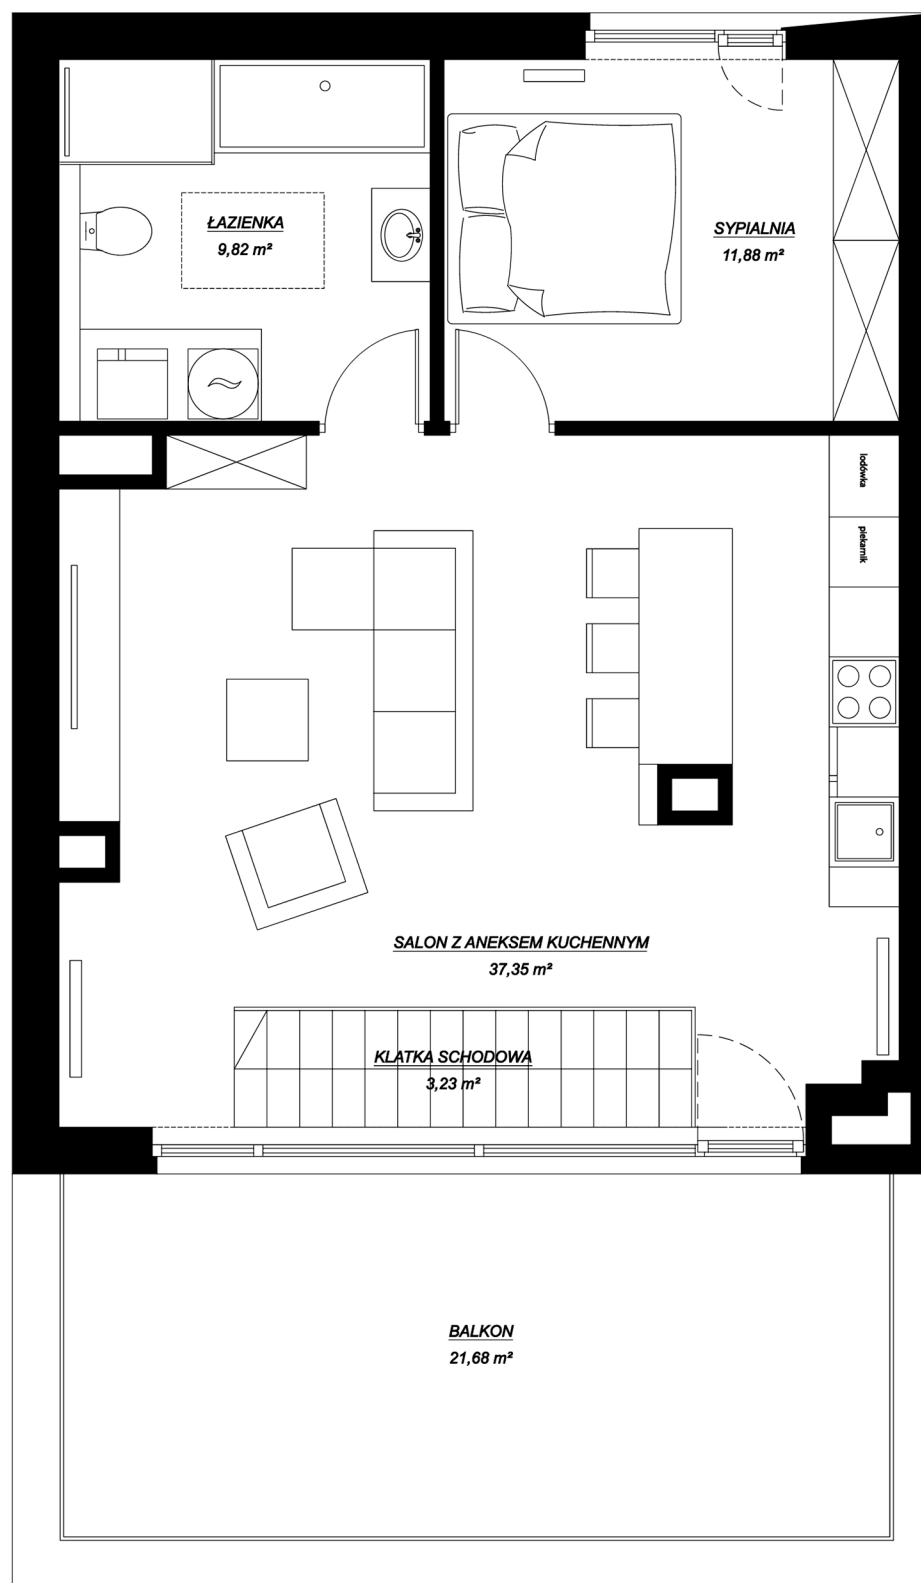 ŁAZIENKA
9,82 m²
SYPIALNIA
11,88 m²
lodówka
piekarnik
SALON Z ANEKSEM KUCHENNYM
37,35 m²
KLATKA SCHODOWA
3,23 m²
BALKON
21,68 m²